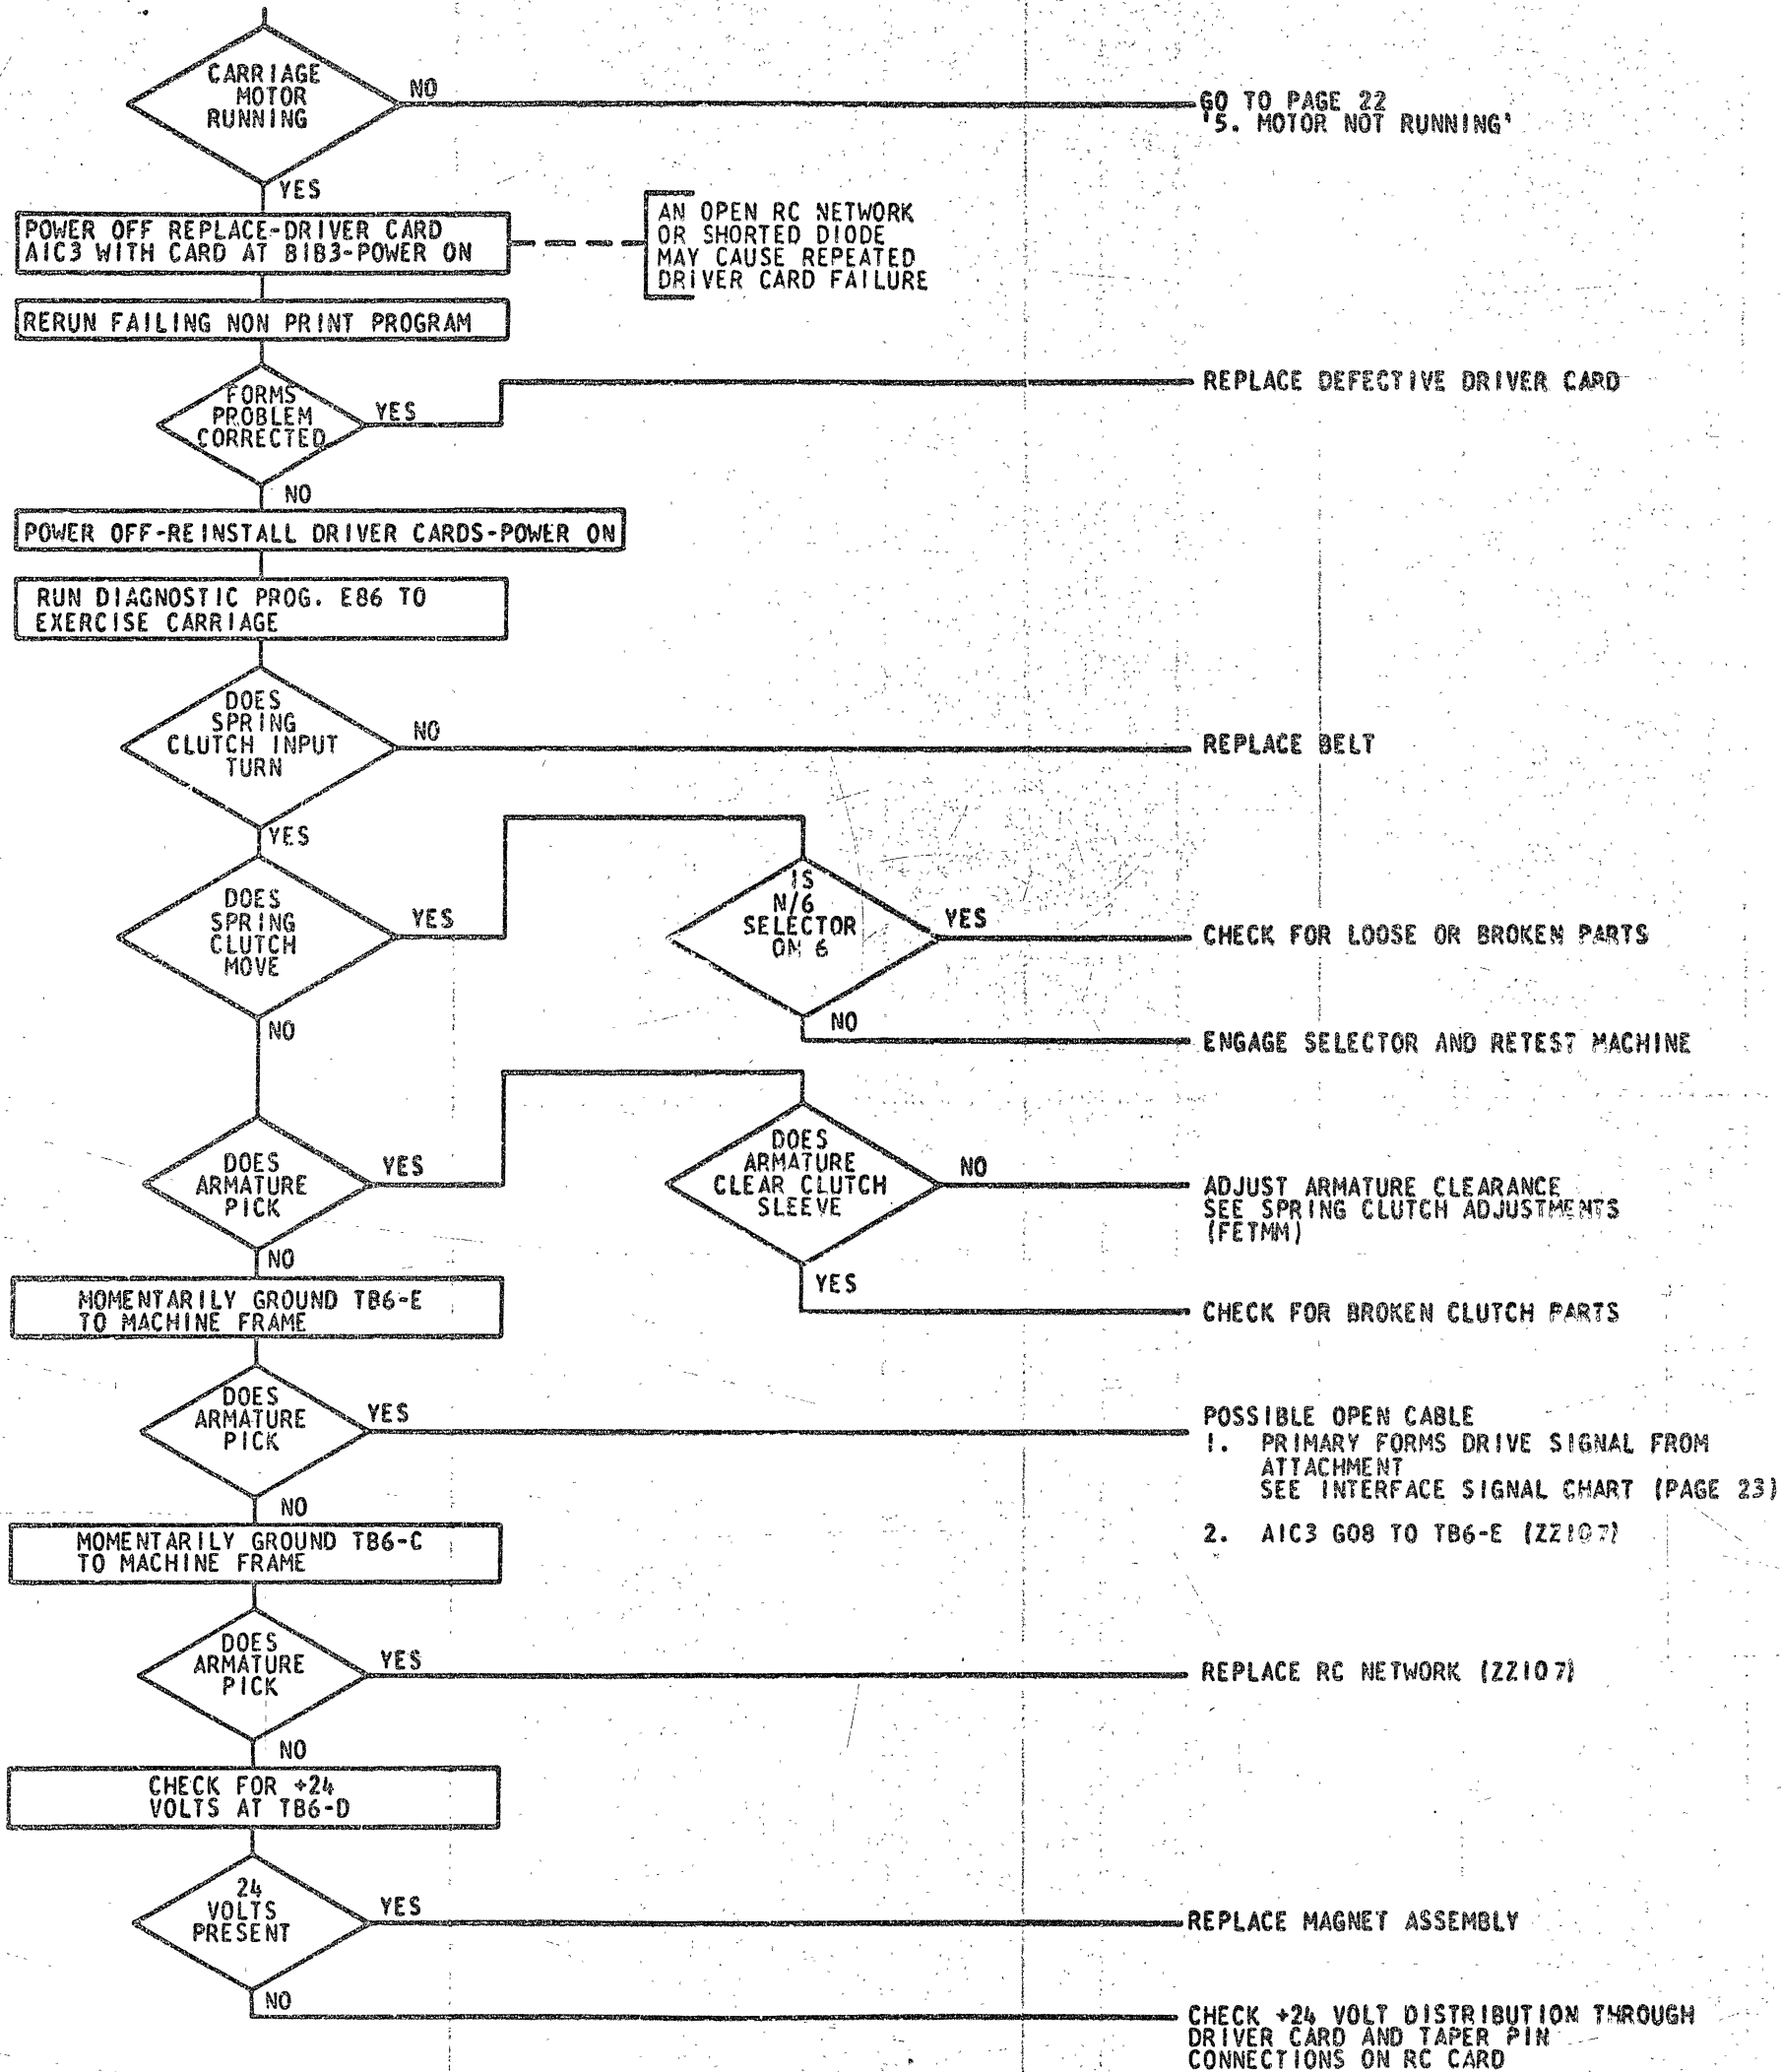 CARRIAGE
MOTOR
RUNNING
NO
GO TO PAGE 22
'5. MOTOR NOT RUNNING'
YES
POWER OFF REPLACE-DRIVER CARD
A1C3 WITH CARD AT B1B3-POWER ON
AN OPEN RC NETWORK
OR SHORTED DIODE
MAY CAUSE REPEATED
DRIVER CARD FAILURE
RERUN FAILING NON PRINT PROGRAM
FORMS
PROBLEM
CORRECTED
YES
REPLACE DEFECTIVE DRIVER CARD
NO
POWER OFF-REINSTALL DRIVER CARDS-POWER ON
RUN DIAGNOSTIC PROG. E86 TO
EXERCISE CARRIAGE
DOES
SPRING
CLUTCH INPUT
TURN
NO
REPLACE BELT
YES
DOES
SPRING
CLUTCH
MOVE
YES
IS
N/6
SELECTOR
ON 6
YES
CHECK FOR LOOSE OR BROKEN PARTS
NO
NO
ENGAGE SELECTOR AND RETEST MACHINE
DOES
ARMATURE
PICK
YES
DOES
ARMATURE
CLEAR CLUTCH
SLEEVE
NO
ADJUST ARMATURE CLEARANCE
SEE SPRING CLUTCH ADJUSTMENTS
(FETMM)
NO
YES
CHECK FOR BROKEN CLUTCH PARTS
MOMENTARILY GROUND TB6-E
TO MACHINE FRAME
DOES
ARMATURE
PICK
YES
POSSIBLE OPEN CABLE
1. PRIMARY FORMS DRIVE SIGNAL FROM
ATTACHMENT
SEE INTERFACE SIGNAL CHART (PAGE 23)
2. A1C3 G08 TO TB6-E (ZZ107)
NO
MOMENTARILY GROUND TB6-C
TO MACHINE FRAME
DOES
ARMATURE
PICK
YES
REPLACE RC NETWORK (ZZ107)
NO
CHECK FOR +24
VOLTS AT TB6-D
24
VOLTS
PRESENT
YES
REPLACE MAGNET ASSEMBLY
NO
CHECK +24 VOLT DISTRIBUTION THROUGH
DRIVER CARD AND TAPER PIN
CONNECTIONS ON RC CARD